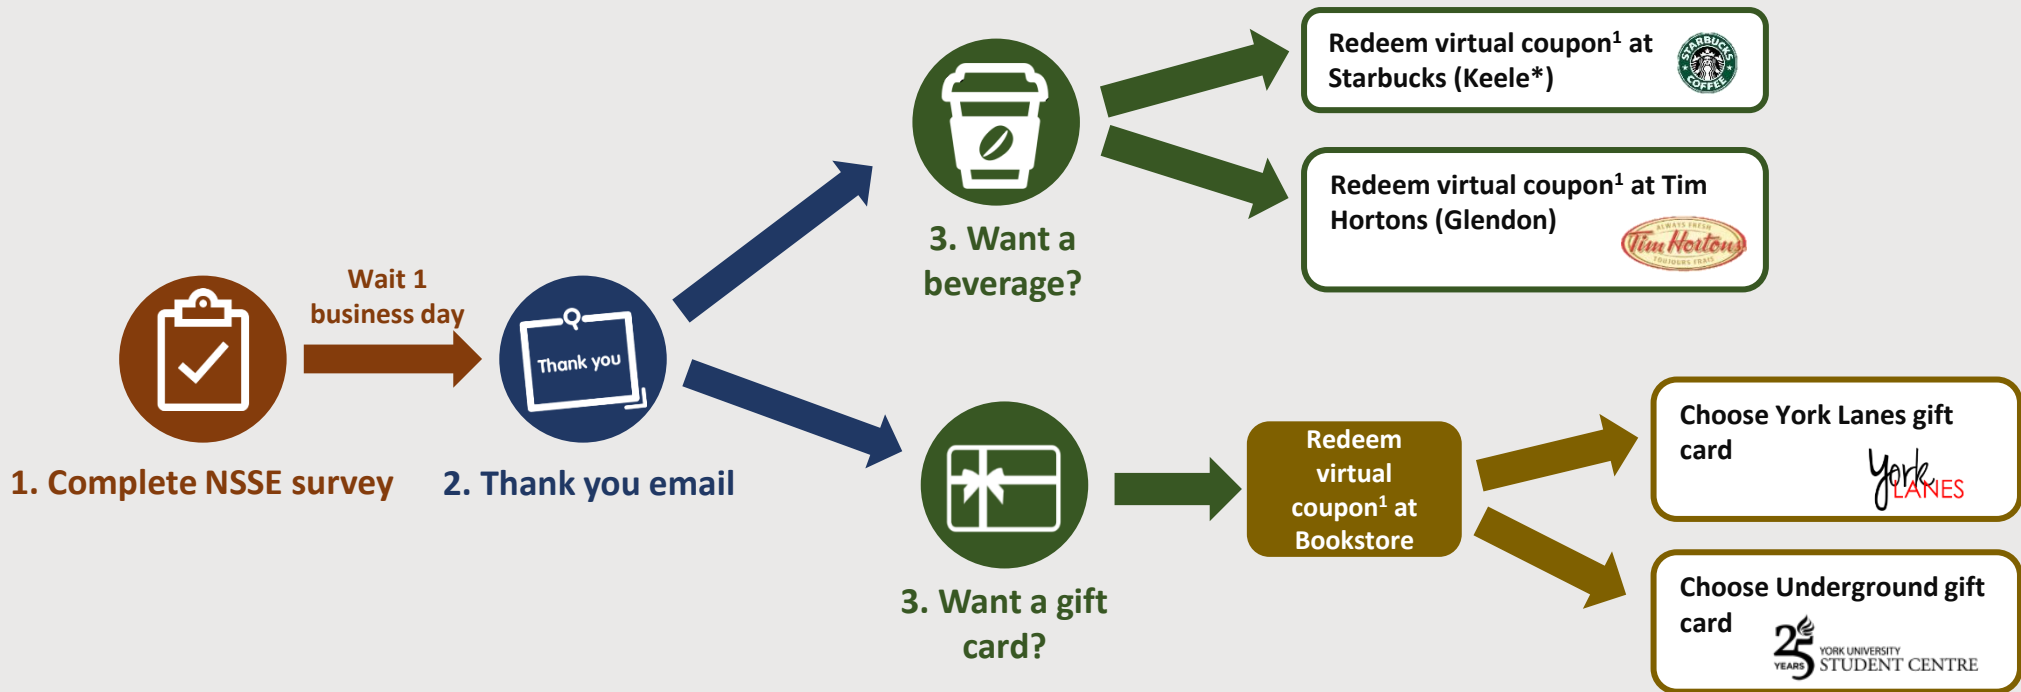 1. Complete NSSE survey
Wait 1
business day
Thank you
2. Thank you email
3. Want a
beverage?
Redeem virtual coupon¹ at
Starbucks (Keele*)
STARBUCKS
COFFEE
Redeem virtual coupon¹ at Tim
Hortons (Glendon)
ALWAYS FRESH
Tim Hortons
TOUJOURS FRAIS
3. Want a gift
card?
Redeem
virtual
coupon¹ at
Bookstore
Choose York Lanes gift
card
York
LANES
Choose Underground gift
card
25
YEARS
YORK UNIVERSITY
STUDENT CENTRE